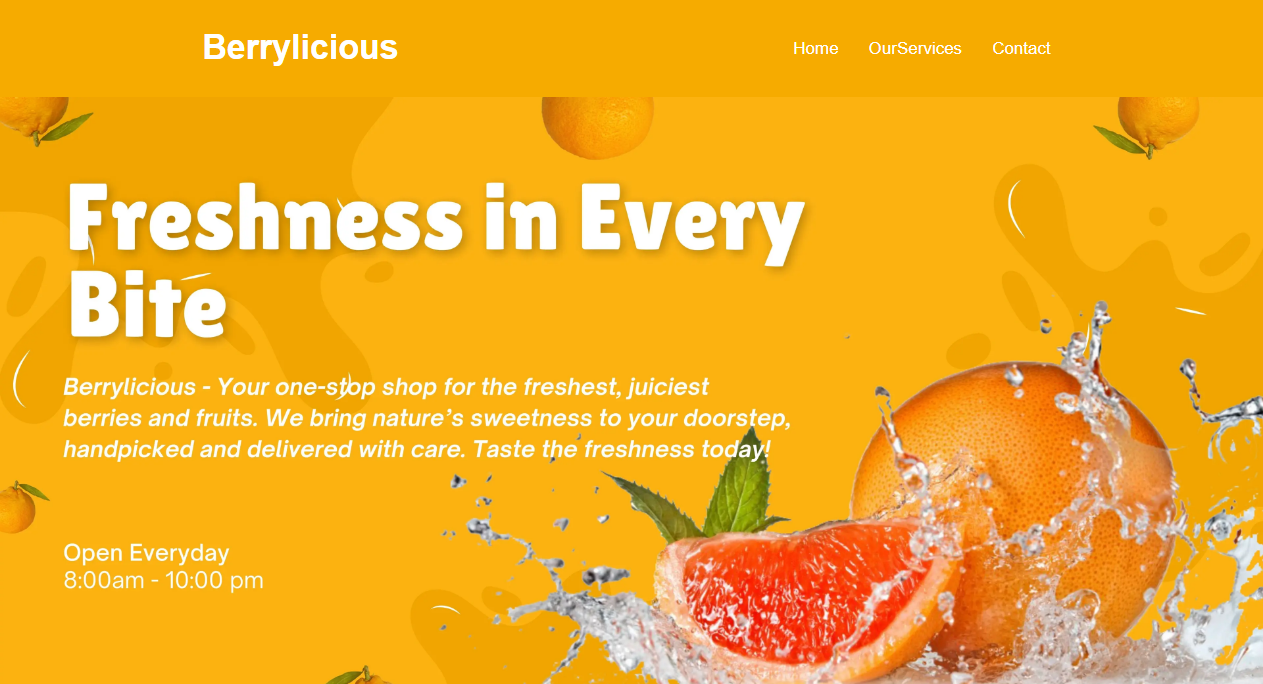 Berrylicious
Home OurServices Contact
Freshness in Every
Bite
Berrylicious - Your one-stop shop for the freshest, juiciest
berries and fruits. We bring nature’s sweetness to your doorstep,
handpicked and delivered with care. Taste the freshness today!
Open Everyday
8:00am - 10:00 pm